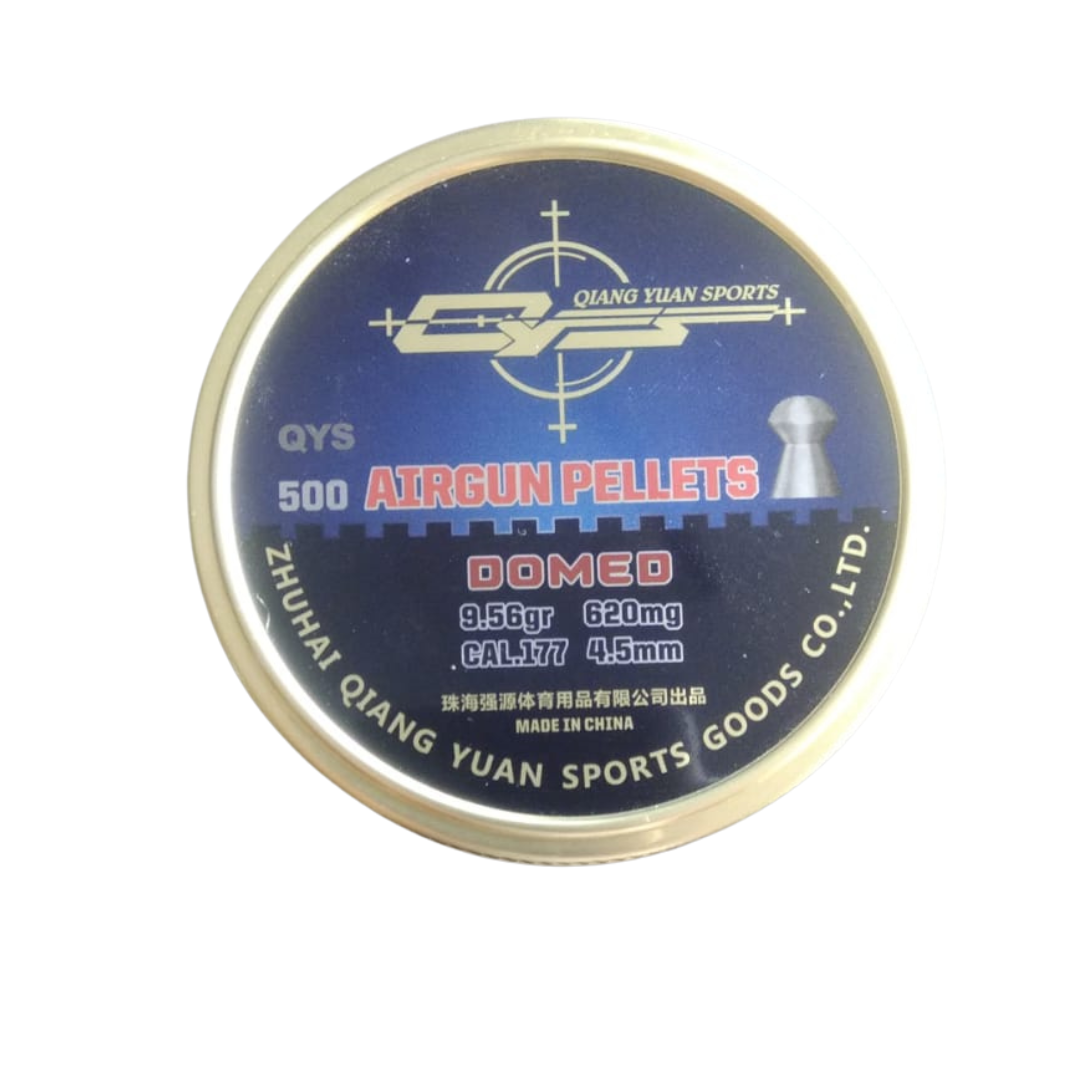 QYS
QIANG YUAN SPORTS
QYS
500 AIRGUN PELLETS
DOMED
9.56gr 620mg
CAL.177 4.5mm
珠海强源体育用品有限公司出品
MADE IN CHINA
ZHUHAI QIANG YUAN SPORTS GOODS CO.,LTD.